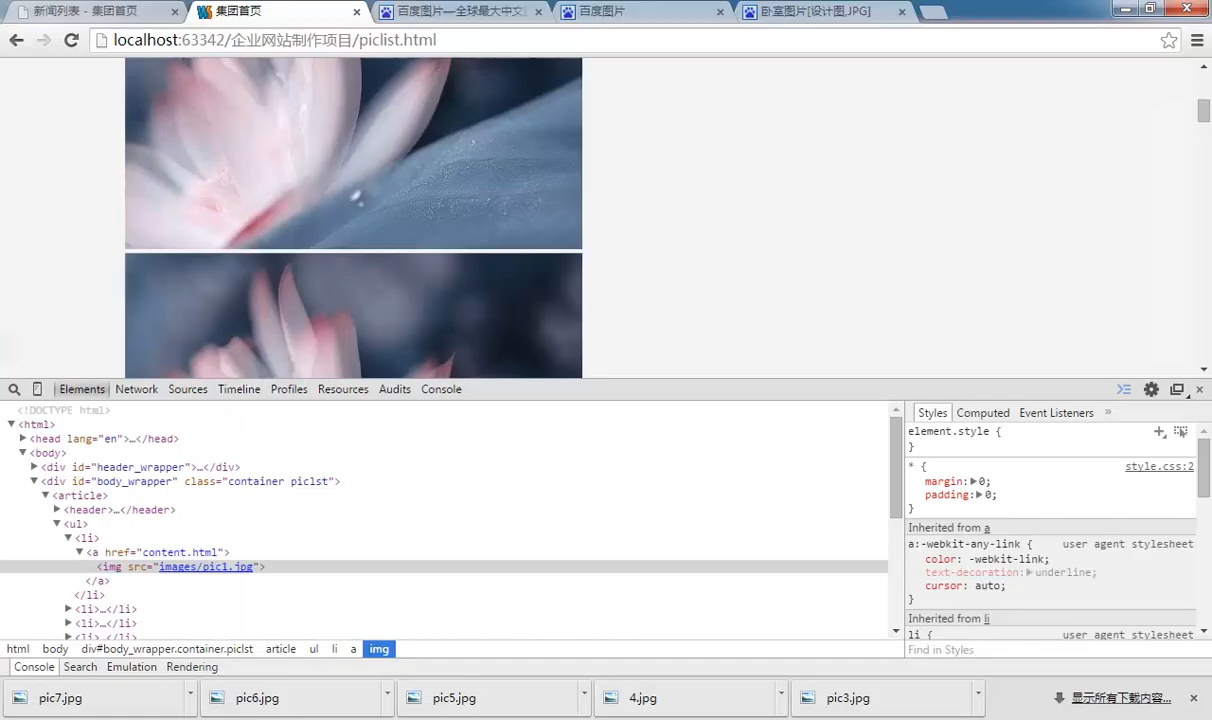 新闻列表 - 集团首页
集团首页
百度图片—全球最大中文
百度图片
卧室图片[设计图.JPG]
localhost:63342/企业网站制作项目/piclist.html
Elements Network Sources Timeline Profiles Resources Audits Console
<!DOCTYPE html>
<html>
<head lang="en">…</head>
<body>
<div id="header_wrapper">…</div>
<div id="body_wrapper" class="container piclst">
<article>
<header>…</header>
<ul>
<li>
<a href="content.html">
<img src="images/pic1.jpg">
</a>
</li>
<li>…</li>
<li>…</li>
<li>…</li>
Styles Computed Event Listeners »
element.style {
}
* { style.css:2
margin: 0;
padding: 0;
}
Inherited from a
a:-webkit-any-link { user agent stylesheet
color: -webkit-link;
text-decoration: underline;
cursor: auto;
}
Inherited from li
li { user agent stylesheet
html body div#body_wrapper.container.piclst article ul li a img
Find in Styles
Console Search Emulation Rendering
pic7.jpg
pic6.jpg
pic5.jpg
4.jpg
pic3.jpg
显示所有下载内容...